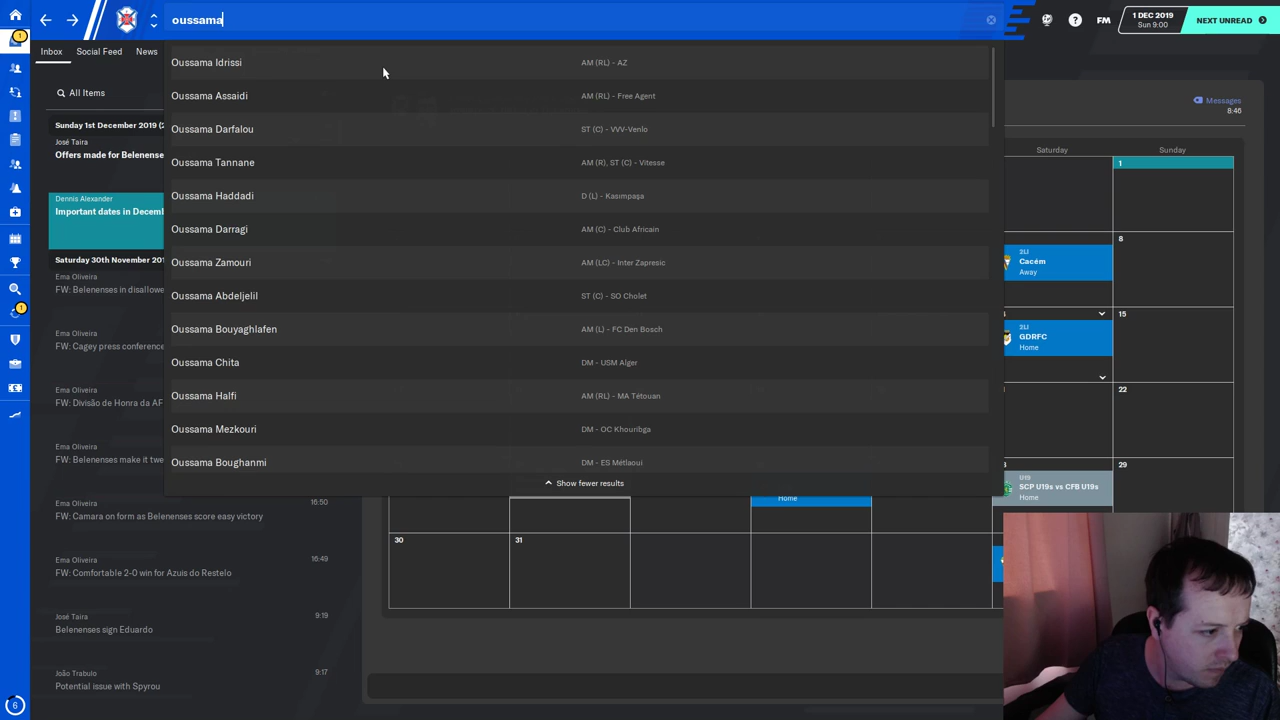 oussama
FM
1 DEC 2019
Sun 9:00
NEXT UNREAD
1
Inbox
Social Feed
News
All Items
Messages
8:46
Sunday 1st December 2019 (2
José Taira
Offers made for Belenense
Dennis Alexander
Important dates in Decem
Saturday 30th November 201
Ema Oliveira
FW: Belenenses in disallowe
Ema Oliveira
FW: Cagey press conference
Ema Oliveira
FW: Divisão de Honra da AF
Ema Oliveira
FW: Belenenses make it twe
Ema Oliveira
16:50
FW: Camara on form as Belenenses score easy victory
Ema Oliveira
16:49
FW: Comfortable 2-0 win for Azuis do Restelo
José Taira
9:19
Belenenses sign Eduardo
João Trabulo
9:17
Potential issue with Spyrou
1
6
Oussama Idrissi AM (RL) - AZ
Oussama Assaidi AM (RL) - Free Agent
Oussama Darfalou ST (C) - VVV-Venlo
Oussama Tannane AM (R), ST (C) - Vitesse
Oussama Haddadi D (L) - Kasımpaşa
Oussama Darragi AM (C) - Club Africain
Oussama Zamouri AM (LC) - Inter Zapresic
Oussama Abdeljelil ST (C) - SO Cholet
Oussama Bouyaghlafen AM (L) - FC Den Bosch
Oussama Chita DM - USM Alger
Oussama Halfi AM (RL) - MA Tétouan
Oussama Mezkouri DM - OC Khouribga
Oussama Boughanmi DM - ES Métlaoui
Show fewer results
Saturday Sunday
1
8
2LI
Cacém
Away
15
2LI
GDRFC
Home
22
29
U19
SCP U19s vs CFB U19s
Home
Home
30 31